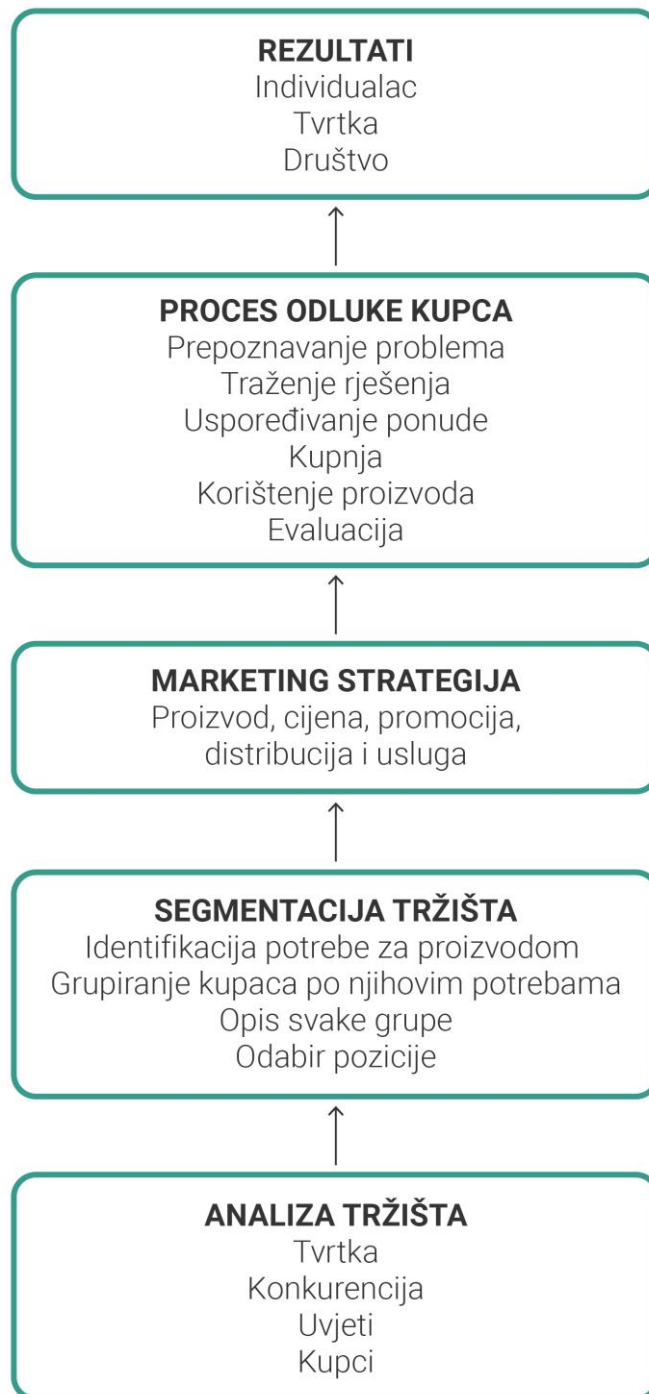 REZULTATI
Individualac
Tvrtka
Društvo
PROCES ODLUKE KUPCA
Prepoznavanje problema
Traženje rješenja
Uspoređivanje ponude
Kupnja
Korištenje proizvoda
Evaluacija
MARKETING STRATEGIJA
Proizvod, cijena, promocija,
distribucija i usluga
SEGMENTACIJA TRŽIŠTA
Identifikacija potrebe za proizvodom
Grupiranje kupaca po njihovim potrebama
Opis svake grupe
Odabir pozicije
ANALIZA TRŽIŠTA
Tvrtka
Konkurencija
Uvjeti
Kupci